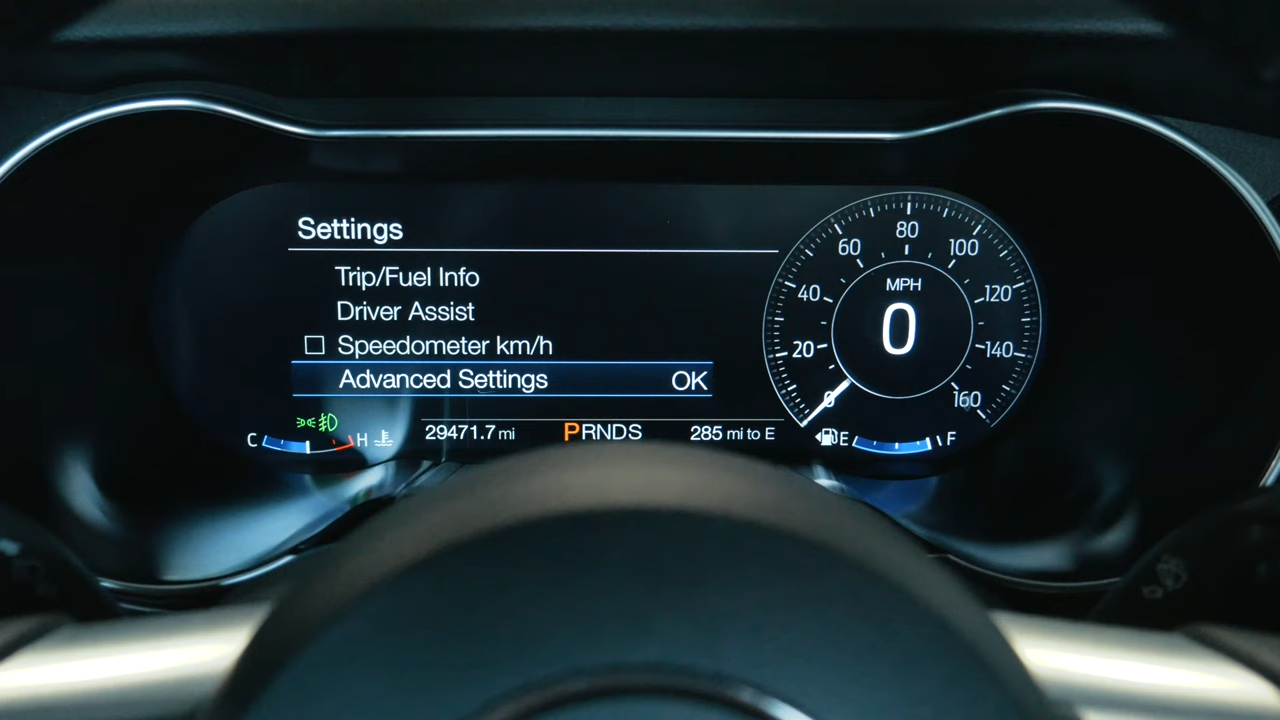 Settings
Trip/Fuel Info
Driver Assist
Speedometer km/h
Advanced Settings OK
C H
29471.7 mi
PRNDS
285 mi to E
E F
MPH
0
0
20
40
60
80
100
120
140
160